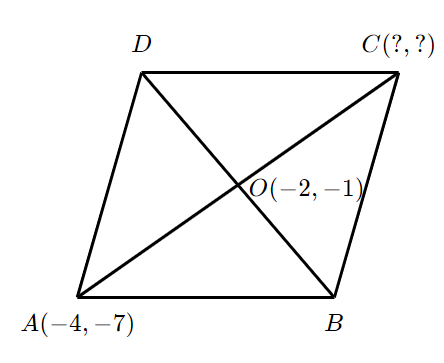 D
C(?, ?)
O(−2, −1)
A(−4, −7)
B